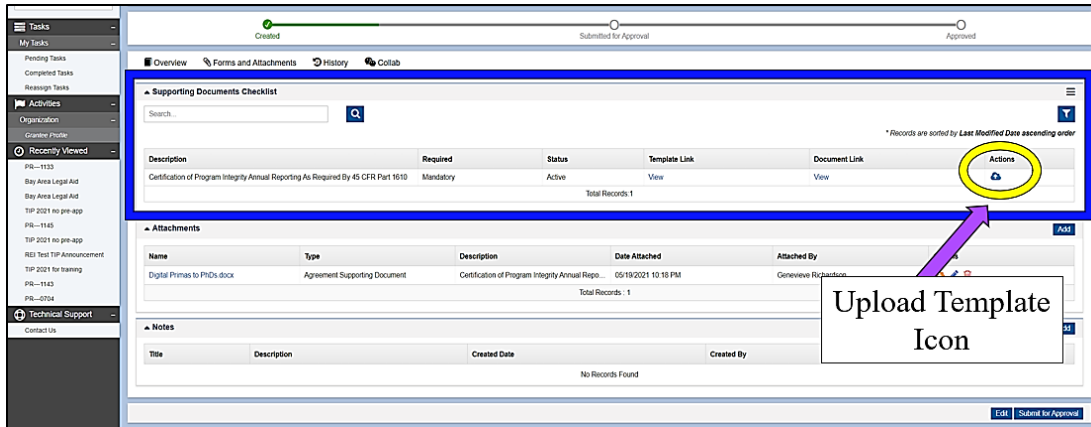 Tasks
My Tasks
Pending Tasks
Completed Tasks
Reassign Tasks
Activities
Organization
Grantee Profile
Recently Viewed
PR—1133
Bay Area Legal Aid
Bay Area Legal Aid
TIP 2021 no pre-app
PR—1145
TIP 2021 no pre-app
REI Test TIP Announcement
TIP 2021 for training
PR—1143
PR—0704
Technical Support
Contact Us
Created Submitted for Approval Approved
Overview Forms and Attachments History Collab
Supporting Documents Checklist
Search...
* Records are sorted by Last Modified Date ascending order
Description Required Status Template Link Document Link Actions
Certification of Program Integrity Annual Reporting As Required By 45 CFR Part 1610 Mandatory Active View View
Total Records:1
Attachments Add
Name Type Description Date Attached Attached By
Digital Primas to PhDs.docx Agreement Supporting Document Certification of Program Integrity Annual Repo... 05/19/2021 10:18 PM Genevieve Richardson
Total Records : 1
Upload Template
Icon
Notes
Title Description Created Date Created By
No Records Found
Edit Submit for Approval